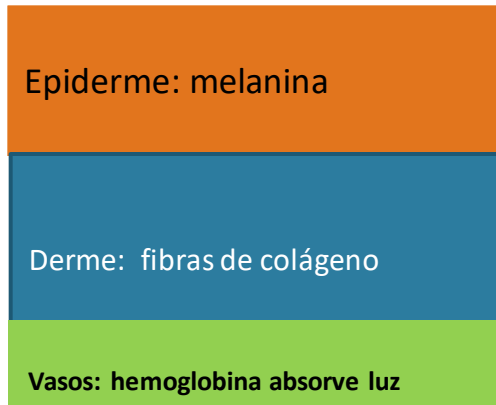 Epiderme: melanina
Derme: fibras de colágeno
Vasos: hemoglobina absorve luz